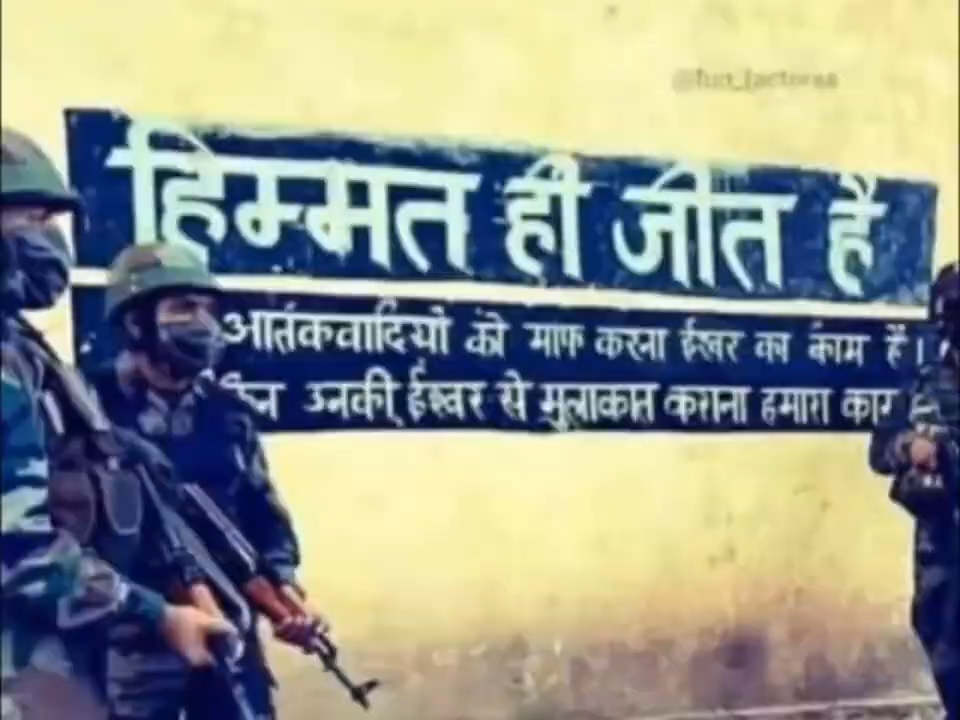 हिम्मत ही जीत है
आतंकवादियों को माफ करना ईश्वर का काम है।
उनकी ईश्वर से मुलाकात कराना हमारा